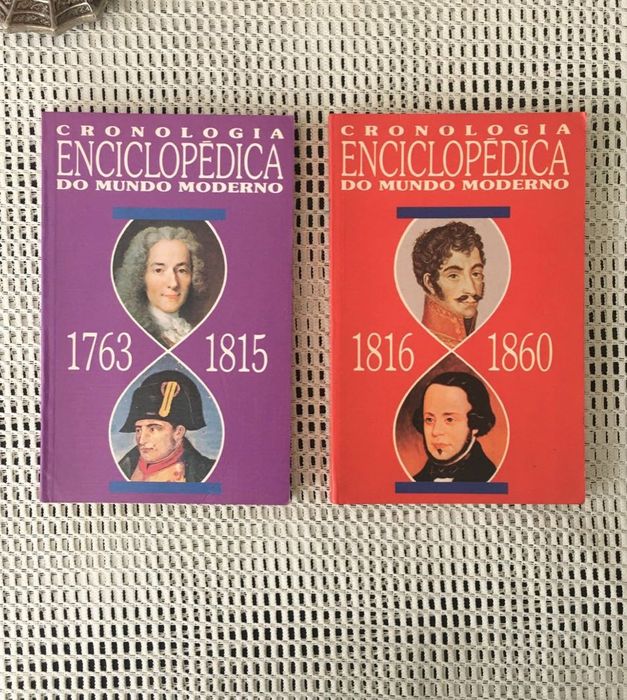 CRONOLOGIA
ENCICLOPÉDICA
DO MUNDO MODERNO
1763 1815
CRONOLOGIA
ENCICLOPÉDICA
DO MUNDO MODERNO
1816 1860